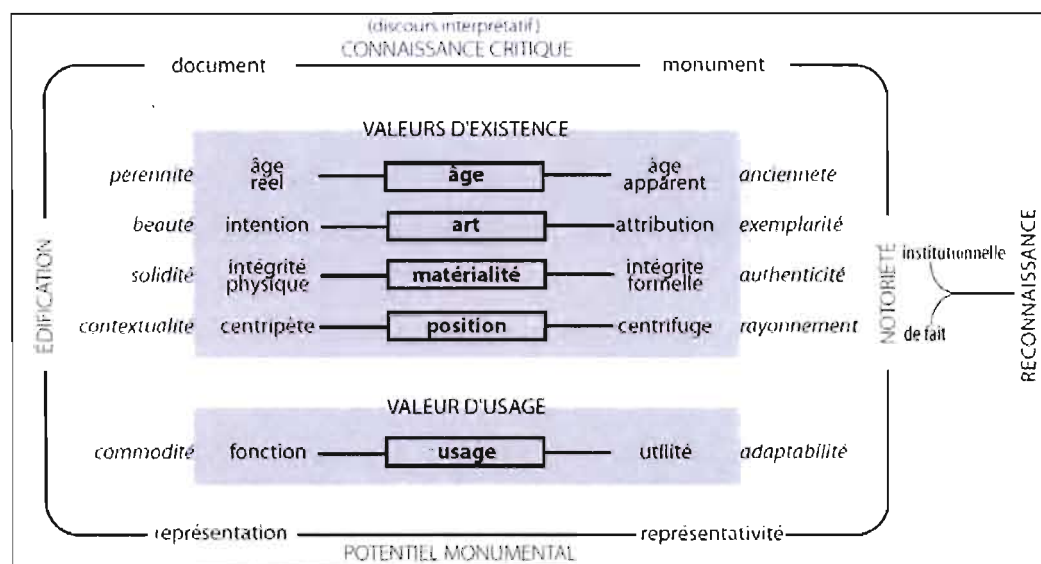 (discours interprétatif)
CONNAISSANCE CRITIQUE
document monument
VALEURS D'EXISTENCE
pérennité âge réel âge âge apparent ancienneté
beauté intention art attribution exemplarité
solidité intégrité physique matérialité intégrite formelle authenticité
contextualité centripète position centrifuge rayonnement
ÉDIFICATION
NOTORIÉTÉ
institutionnelle
de fait
RECONNAISSANCE
VALEUR D'USAGE
commodité fonction usage utilité adaptabilité
représentation représentativité
POTENTIEL MONUMENTAL